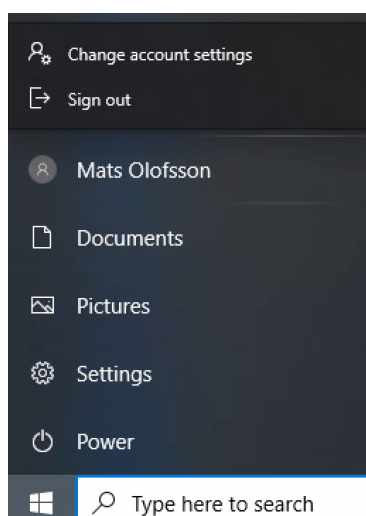 Change account settings
Sign out
Mats Olofsson
Documents
Pictures
Settings
Power
Type here to search